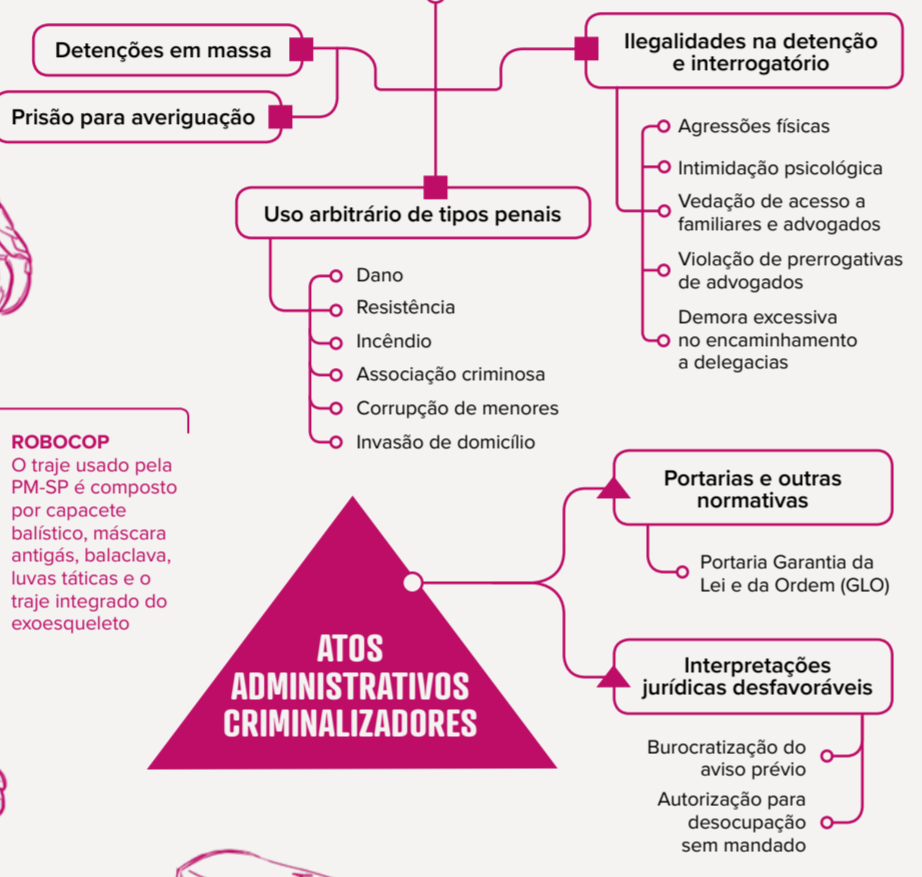 Detenções em massa
Prisão para averiguação
Ilegalidades na detenção
e interrogatório
Agressões físicas
Intimidação psicológica
Vedação de acesso a
familiares e advogados
Violação de prerrogativas
de advogados
Demora excessiva
no encaminhamento
a delegacias
Uso arbitrário de tipos penais
Dano
Resistência
Incêndio
Associação criminosa
Corrupção de menores
Invasão de domicílio
ROBOCOP
O traje usado pela
PM-SP é composto
por capacete
balístico, máscara
antigás, balaclava,
luvas táticas e o
traje integrado do
exoesqueleto
ATOS
ADMINISTRATIVOS
CRIMINALIZADORES
Portarias e outras
normativas
Portaria Garantia da
Lei e da Ordem (GLO)
Interpretações
jurídicas desfavoráveis
Burocratização do
aviso prévio
Autorização para
desocupação
sem mandado